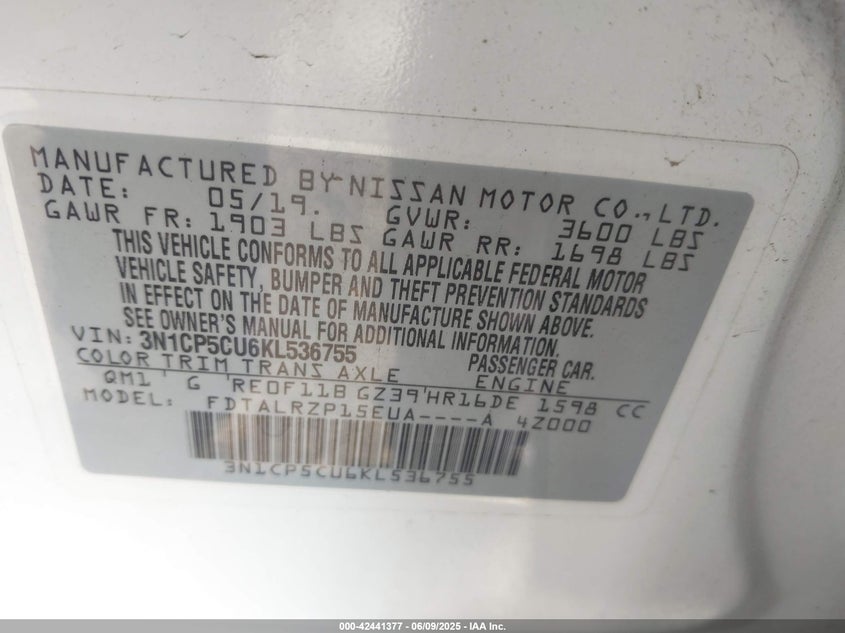 MANUFACTURED BY NISSAN MOTOR CO., LTD.
DATE: 05/19. GVWR: 3600 LBS
GAWR FR: 1903 LBS GAWR RR: 1698 LBS
THIS VEHICLE CONFORMS TO ALL APPLICABLE FEDERAL MOTOR
VEHICLE SAFETY, BUMPER AND THEFT PREVENTION STANDARDS
IN EFFECT ON THE DATE OF MANUFACTURE SHOWN ABOVE.
SEE OWNER'S MANUAL FOR ADDITIONAL INFORMATION.
VIN: 3N1CP5CU6KL536755 PASSENGER CAR.
COLOR TRIM TRANS AXLE ENGINE
QM1 ' G 'RE0F11B GZ39'HR16DE 1598 CC
MODEL: FDTALRZP15EUA----A 4Z000
3N1CP5CU6KL536755
000-42441377 - 06/09/2025 - IAA Inc.